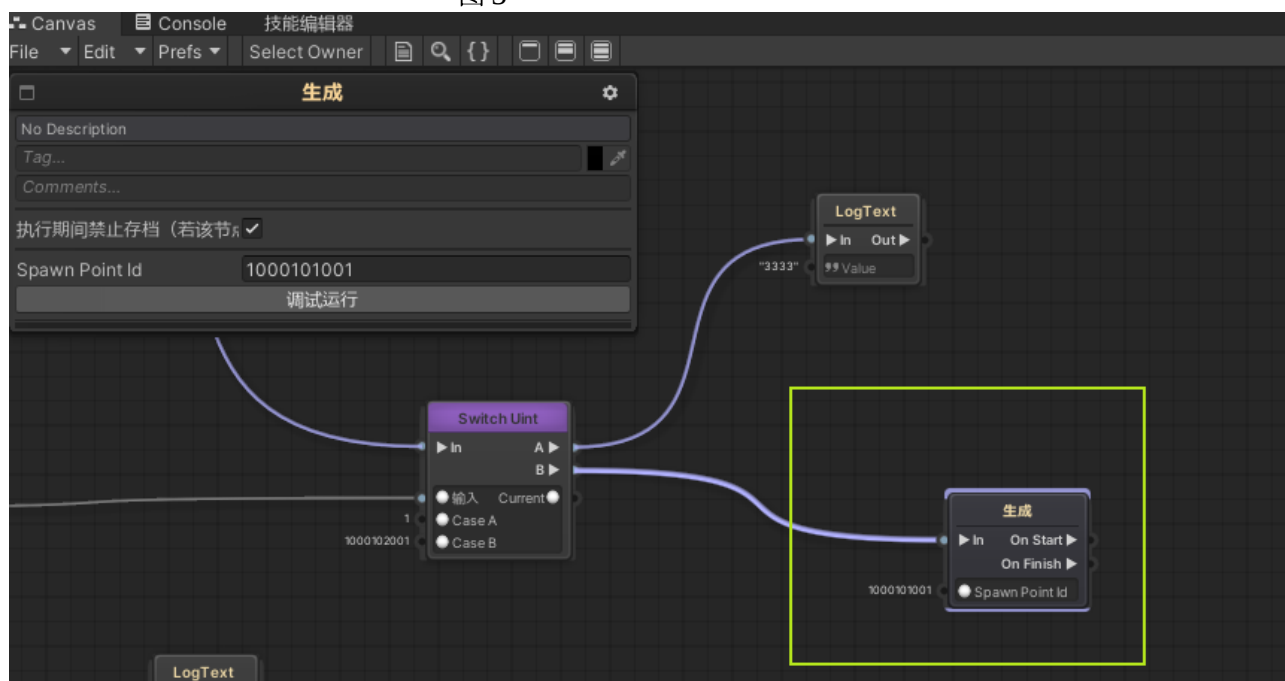 图 5
Canvas Console 技能编辑器
File Edit Prefs Select Owner { }
生成
No Description
Tag...
Comments...
执行期间禁止存档（若该节
Spawn Point Id 1000101001
调试运行
LogText
In Out
"3333" Value
Switch Uint
In A
B
输入 Current
1 Case A
1000102001 Case B
生成
In On Start
On Finish
1000101001 Spawn Point Id
LogText